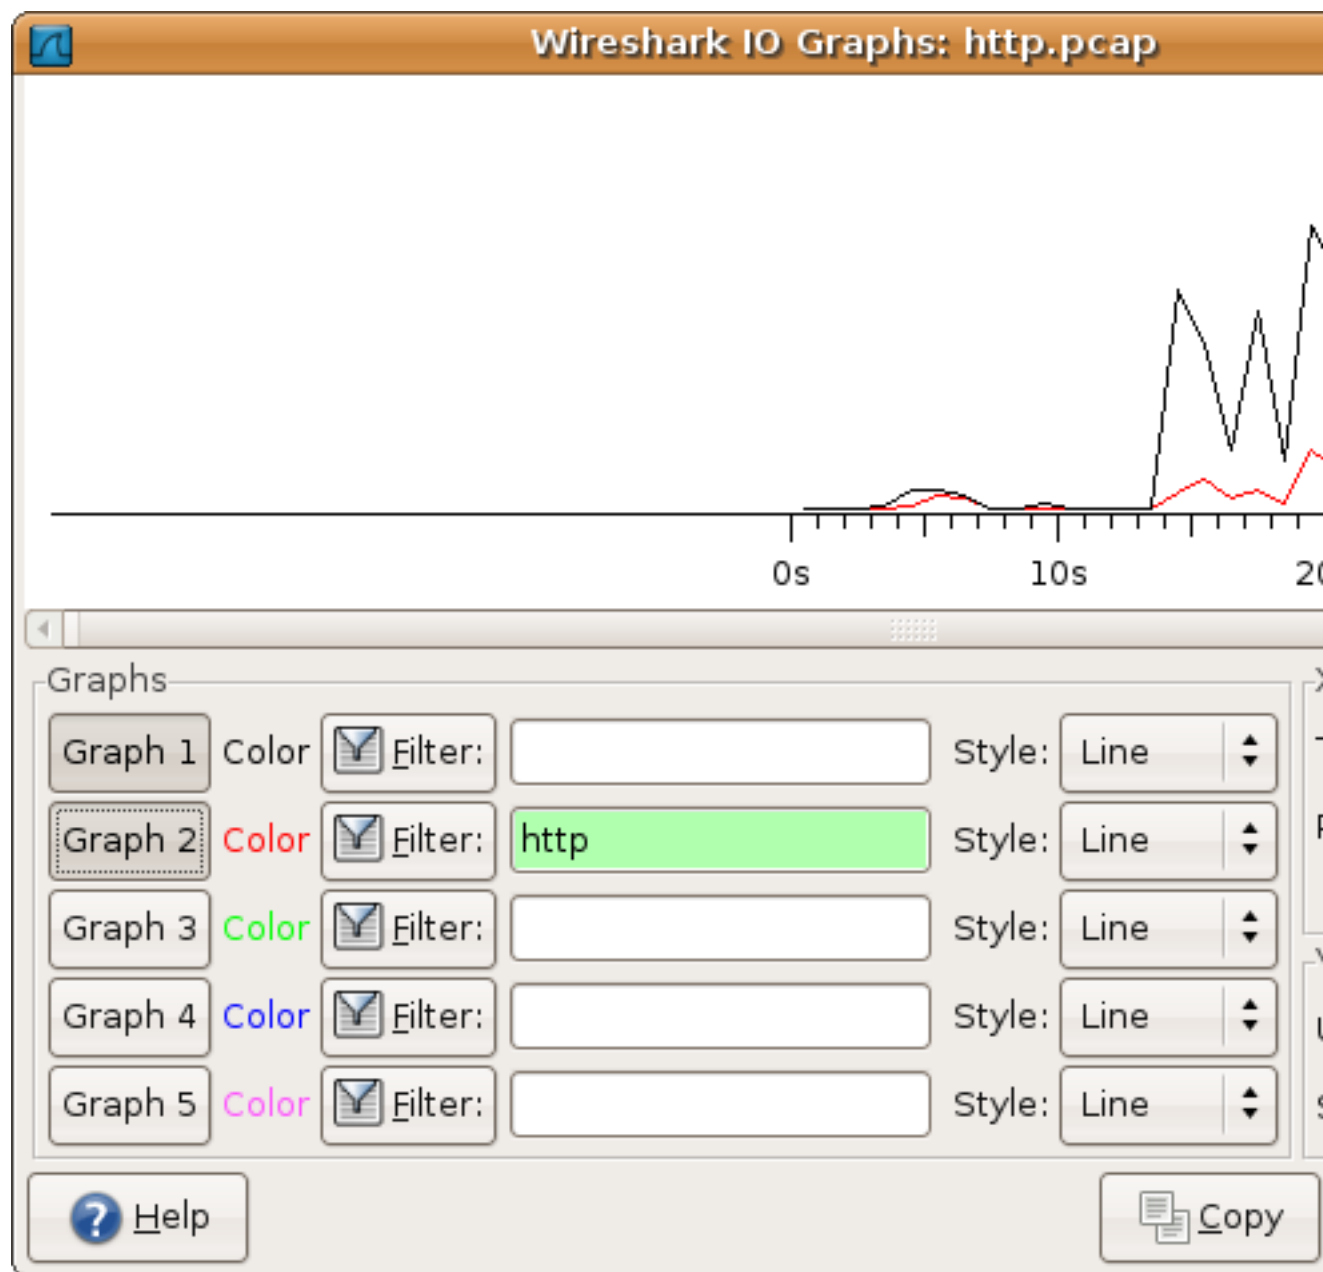 Wireshark IO Graphs: http.pcap
0s 10s
Graphs
Graph 1 Color Filter: Style: Line
Graph 2 Color Filter: http Style: Line
Graph 3 Color Filter: Style: Line
Graph 4 Color Filter: Style: Line
Graph 5 Color Filter: Style: Line
Help Copy